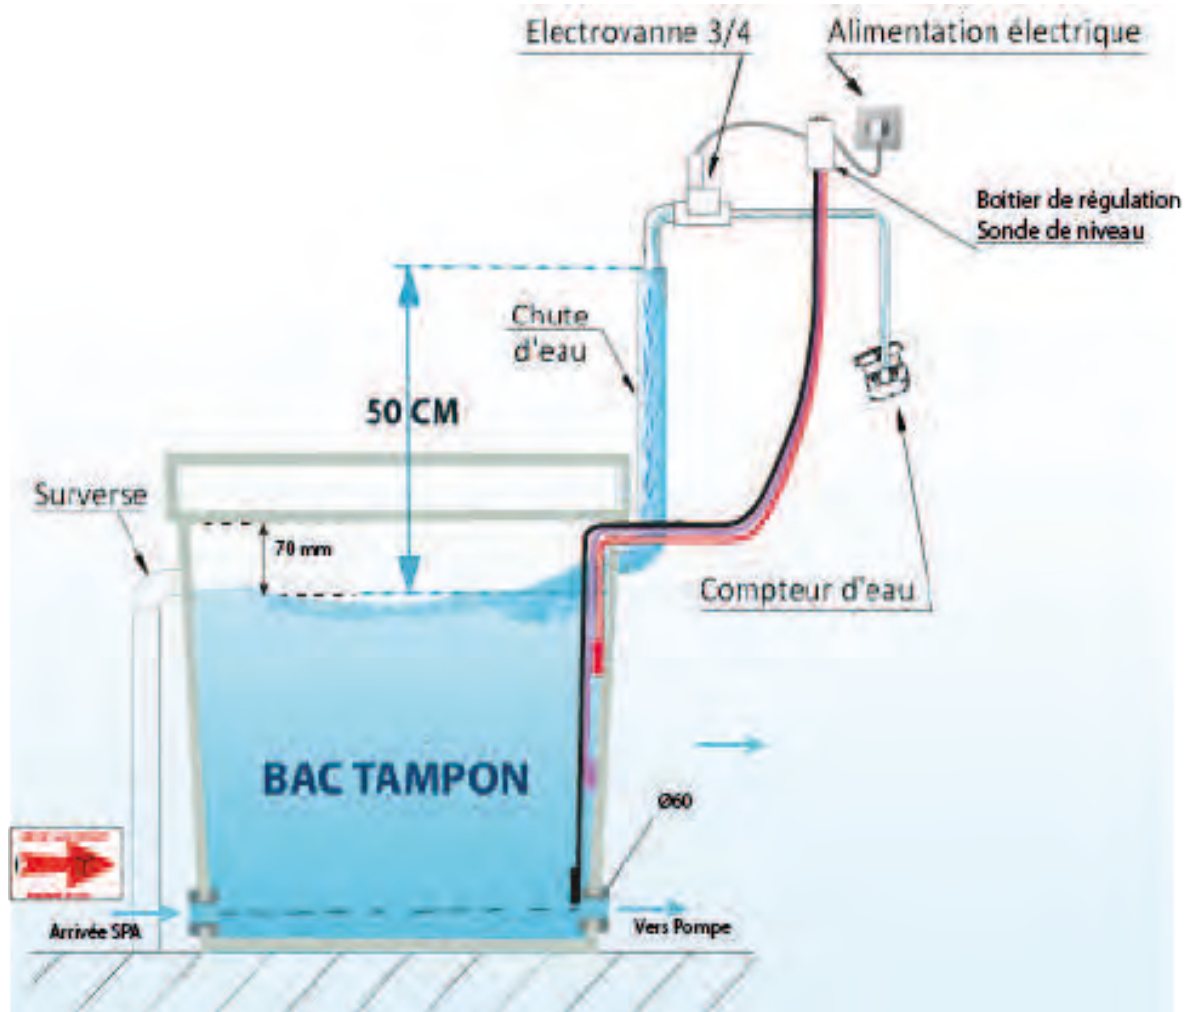 Electrovanne 3/4
Alimentation électrique
Boitier de régulation
Sonde de niveau
Chute
d'eau
50 CM
Surverse
70 mm
Compteur d'eau
BAC TAMPON
Ø60
Arrivée SPA
Vers Pompe